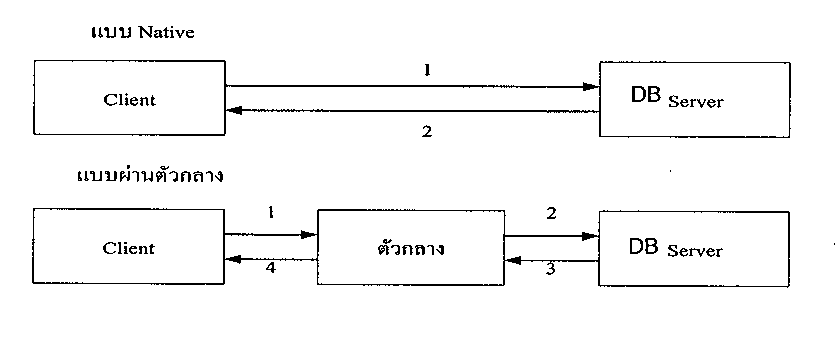 แบบ Native
1
Client
DB Server
2
แบบผ่านตัวกลาง
1
2
Client
ตัวกลาง
DB Server
4
3